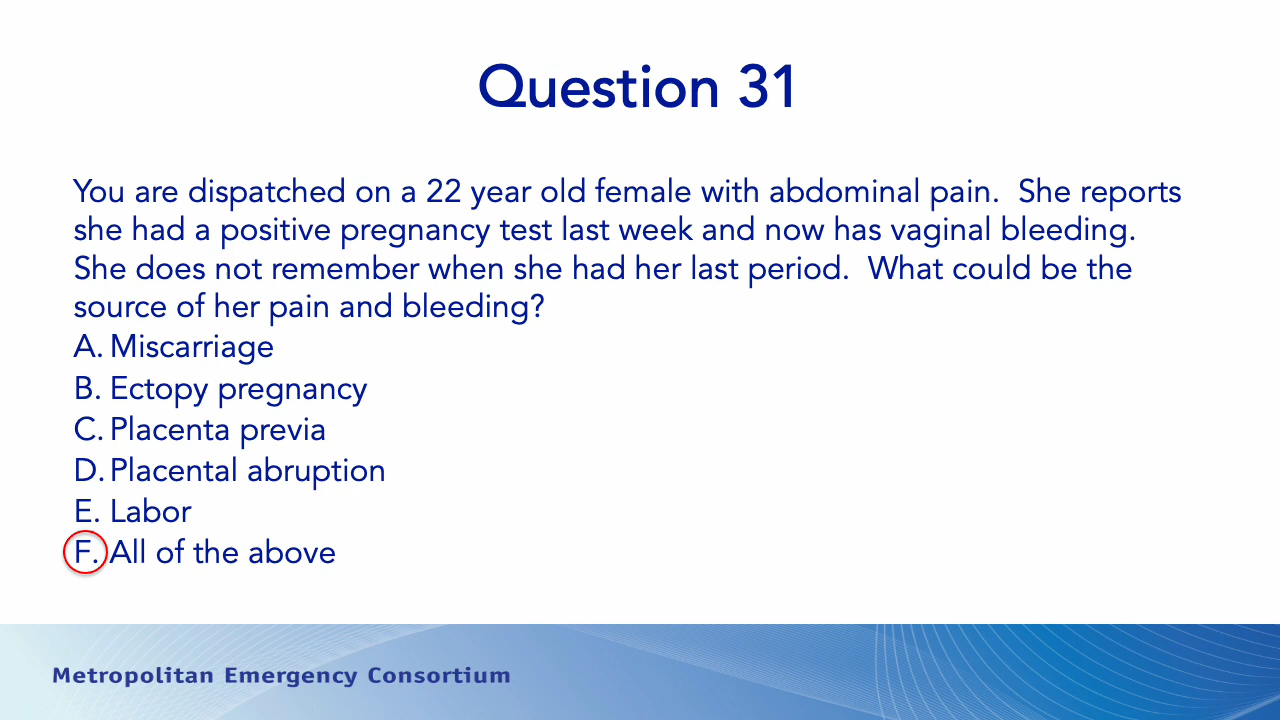 Question 31
You are dispatched on a 22 year old female with abdominal pain.  She reports
she had a positive pregnancy test last week and now has vaginal bleeding.
She does not remember when she had her last period.  What could be the
source of her pain and bleeding?
A. Miscarriage
B. Ectopy pregnancy
C. Placenta previa
D. Placental abruption
E. Labor
F. All of the above
Metropolitan Emergency Consortium